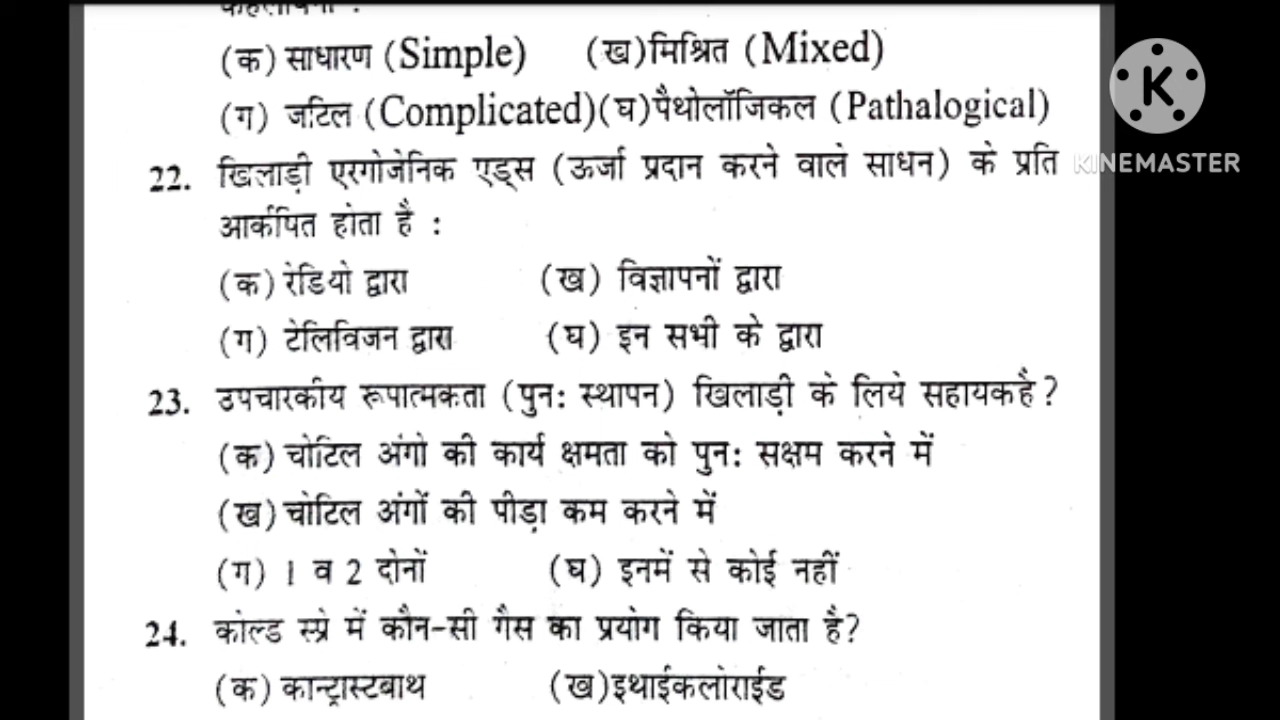 कहलायेगा :
(क) साधारण (Simple) (ख) मिश्रित (Mixed)
(ग) जटिल (Complicated) (घ) पैथोलॉजिकल (Pathalogical)
22. खिलाड़ी एरगोजेनिक एड्स (ऊर्जा प्रदान करने वाले साधन) के प्रति
आर्कषित होता है :
(क) रेडियो द्वारा (ख) विज्ञापनों द्वारा
(ग) टेलिविजन द्वारा (घ) इन सभी के द्वारा
23. उपचारकीय रूपात्मकता (पुनः स्थापन) खिलाड़ी के लिये सहायकहै?
(क) चोटिल अंगो की कार्य क्षमता को पुनः सक्षम करने में
(ख) चोटिल अंगों की पीड़ा कम करने में
(ग) 1 व 2 दोनों (घ) इनमें से कोई नहीं
24. कोल्ड स्प्रे में कौन-सी गैस का प्रयोग किया जाता है?
(क) कान्ट्रास्टबाथ (ख) इथाईकलोराईड
K
KINEMASTER